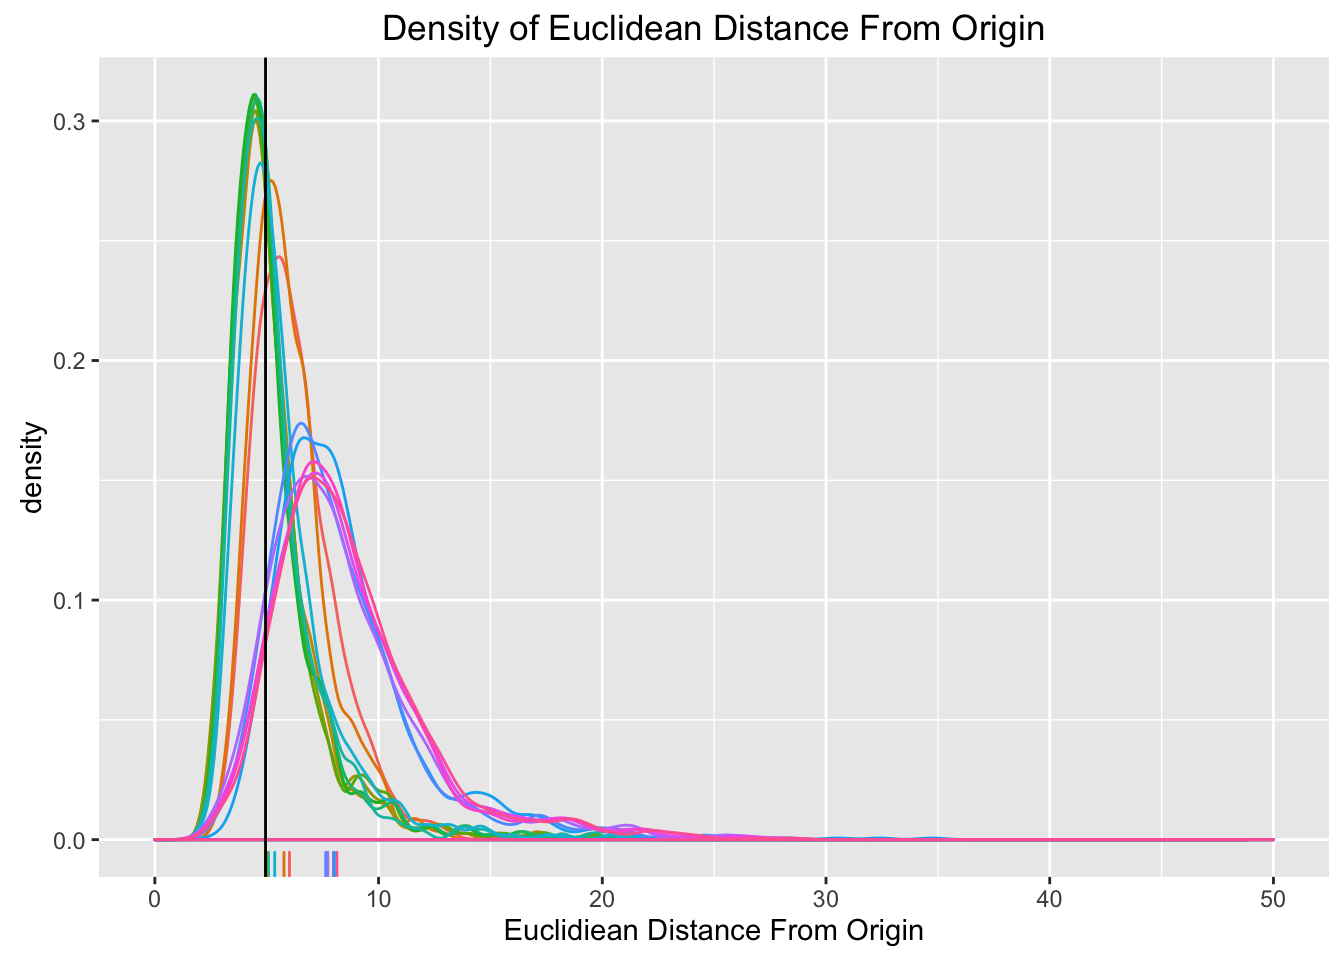 Density of Euclidean Distance From Origin
density
0.3
0.2
0.1
0.0
0 10 20 30 40 50
Euclidiean Distance From Origin